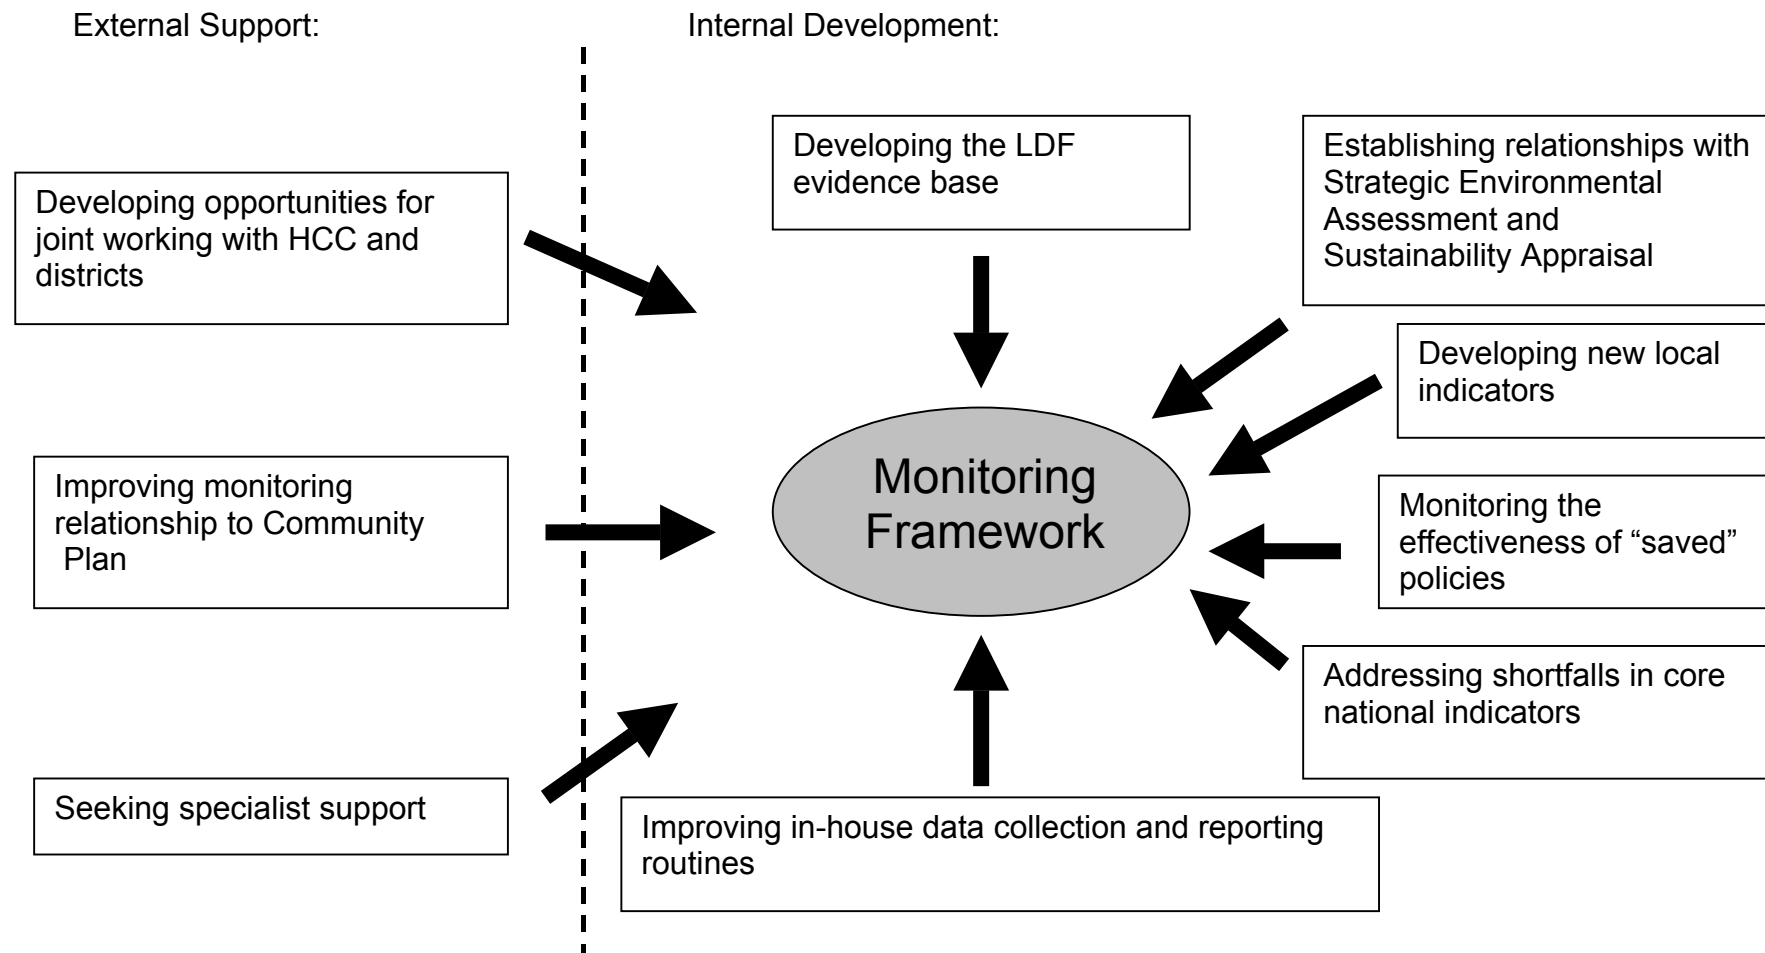 External Support:
Internal Development:
Developing opportunities for
joint working with HCC and
districts
Improving monitoring
relationship to Community
Plan
Seeking specialist support
Developing the LDF
evidence base
Monitoring
Framework
Improving in-house data collection and reporting
routines
Establishing relationships with
Strategic Environmental
Assessment and
Sustainability Appraisal
Developing new local
indicators
Monitoring the
effectiveness of “saved”
policies
Addressing shortfalls in core
national indicators